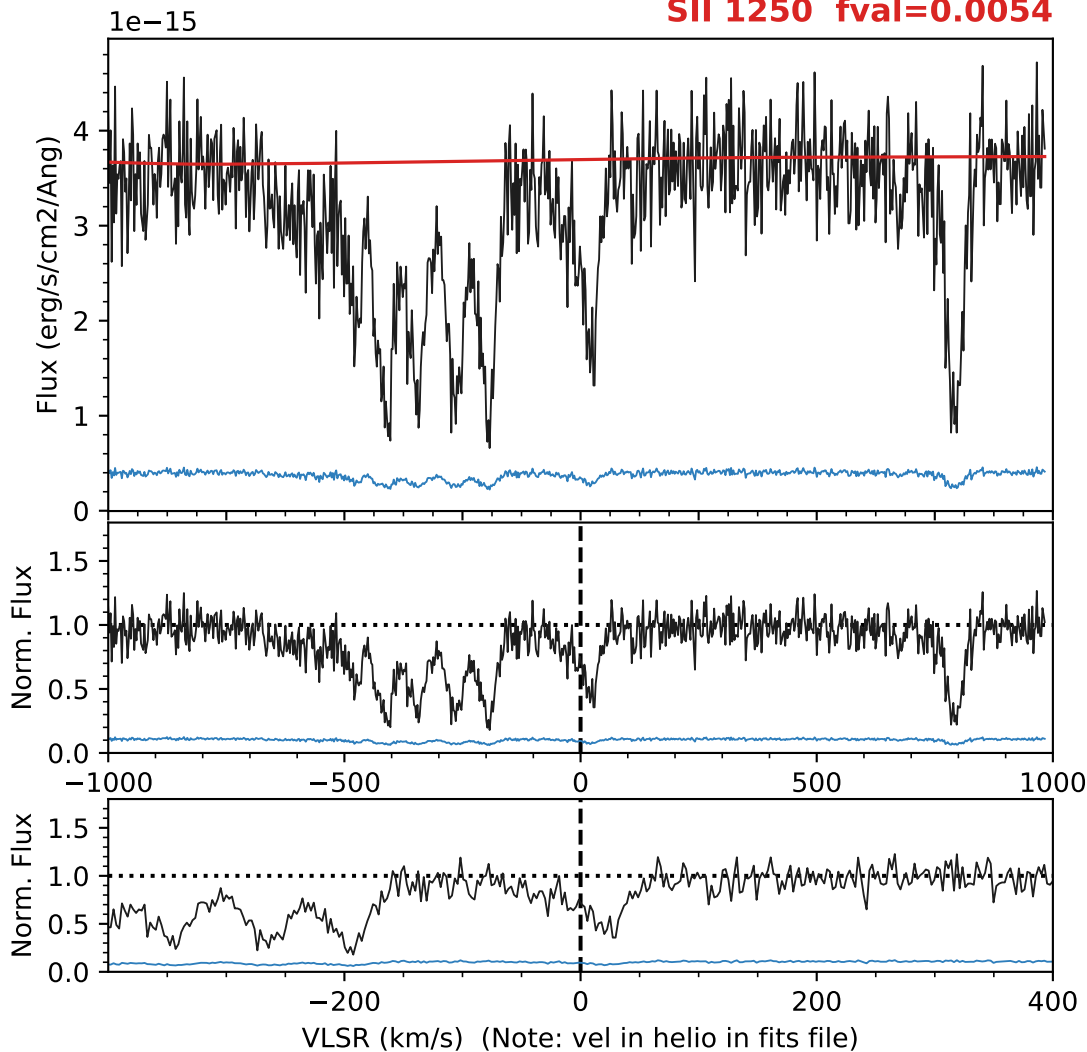 SII 1250 fval=0.0054
1e−15
Flux (erg/s/cm2/Ang)
4
3
2
1
0
Norm. Flux
1.5
1.0
0.5
0.0
−1000 −500 0 500 1000
Norm. Flux
1.5
1.0
0.5
0.0
−200 0 200 400
VLSR (km/s) (Note: vel in helio in fits file)